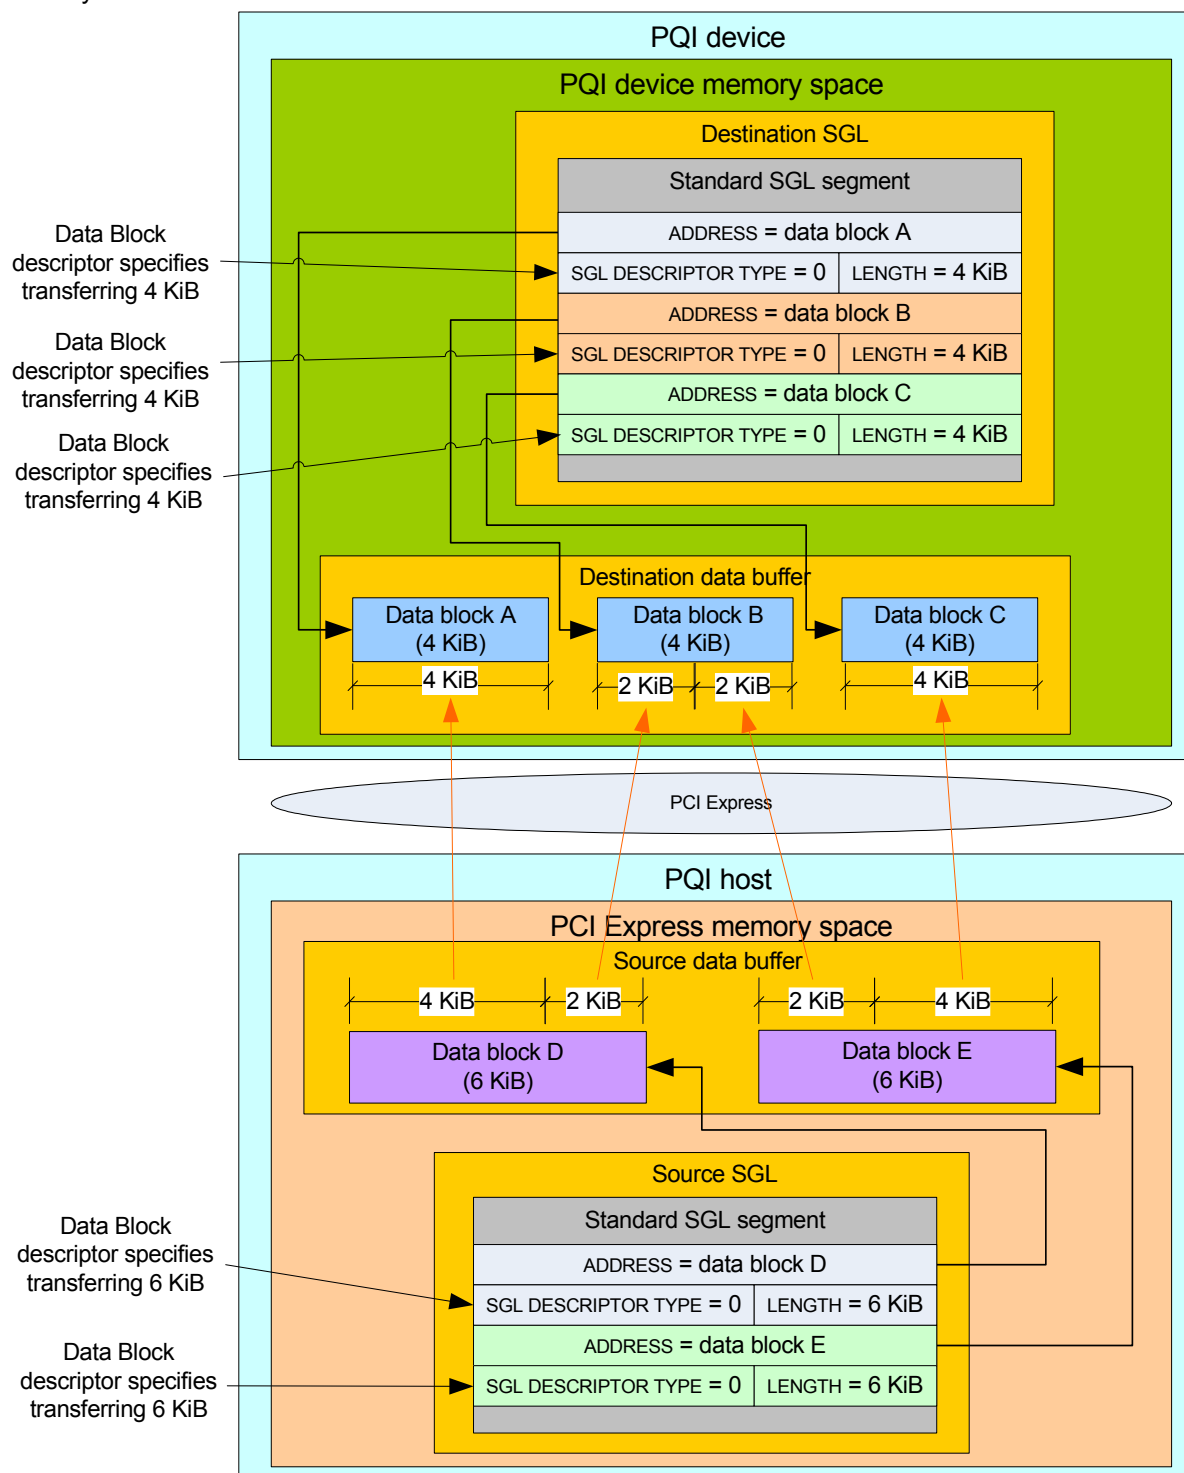 PQI device
PQI device memory space
Destination SGL
Standard SGL segment
ADDRESS = data block A
SGL DESCRIPTOR TYPE = 0 LENGTH = 4 KiB
ADDRESS = data block B
SGL DESCRIPTOR TYPE = 0 LENGTH = 4 KiB
ADDRESS = data block C
SGL DESCRIPTOR TYPE = 0 LENGTH = 4 KiB
Data Block
descriptor specifies
transferring 4 KiB
Data Block
descriptor specifies
transferring 4 KiB
Data Block
descriptor specifies
transferring 4 KiB
Destination data buffer
Data block A
(4 KiB)
Data block B
(4 KiB)
Data block C
(4 KiB)
4 KiB
2 KiB
2 KiB
4 KiB
PCI Express
PQI host
PCI Express memory space
Source data buffer
4 KiB
2 KiB
2 KiB
4 KiB
Data block D
(6 KiB)
Data block E
(6 KiB)
Source SGL
Standard SGL segment
ADDRESS = data block D
SGL DESCRIPTOR TYPE = 0 LENGTH = 6 KiB
ADDRESS = data block E
SGL DESCRIPTOR TYPE = 0 LENGTH = 6 KiB
Data Block
descriptor specifies
transferring 6 KiB
Data Block
descriptor specifies
transferring 6 KiB